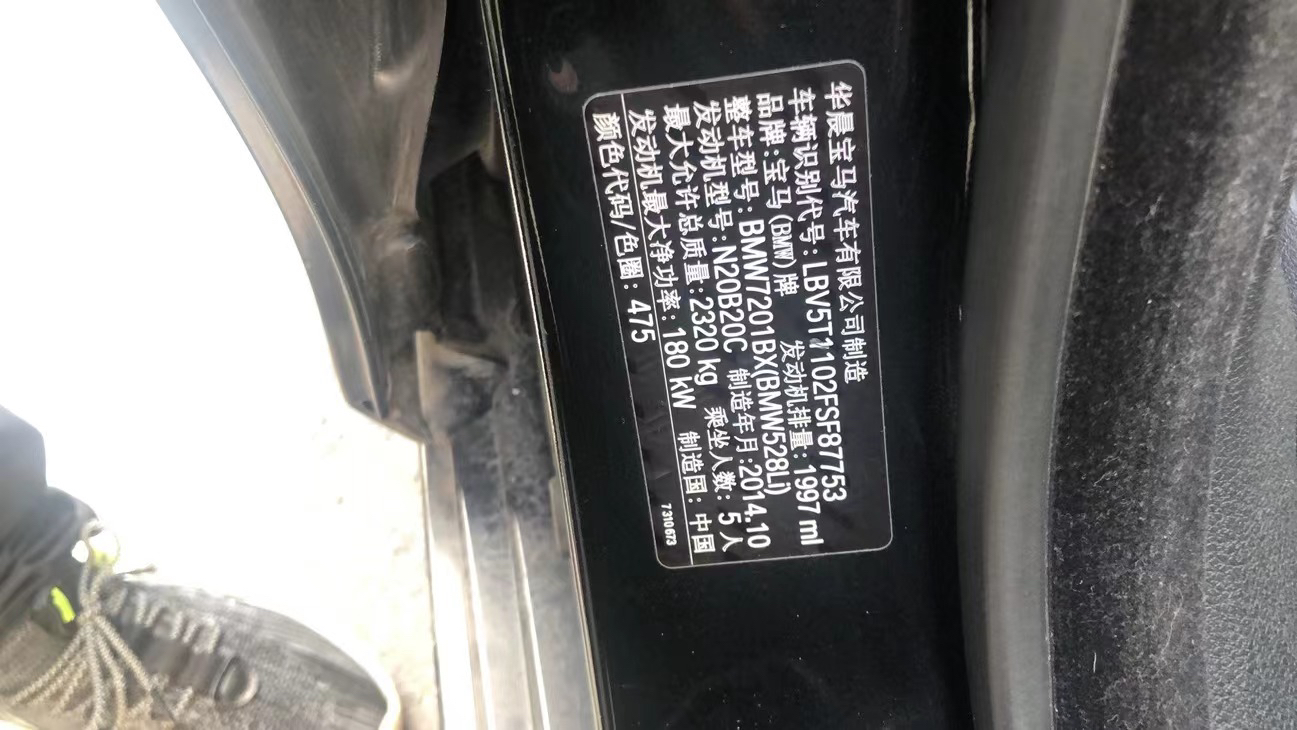 华晨宝马汽车有限公司制造
车辆识别代号: LBV5T1102FSF87753
品牌: 宝马(BMW)牌 发动机排量: 1997 ml
整车型号: BMW7201BX(BMW528Li)
发动机型号: N20B20C 制造年月: 2014.10
最大允许总质量: 2320 kg 乘坐人数: 5 人
发动机最大净功率: 180 kW 制造国: 中国
颜色代码/色圈: 475 7310673